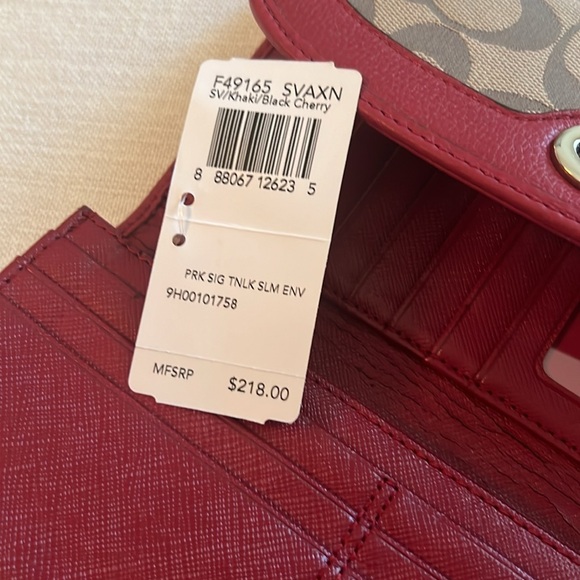 F49165 SVAXN
SV/Khaki/Black Cherry
8 88067 12623 5
PRK SIG TNLK SLM ENV
9H00101758
MFSRP $218.00